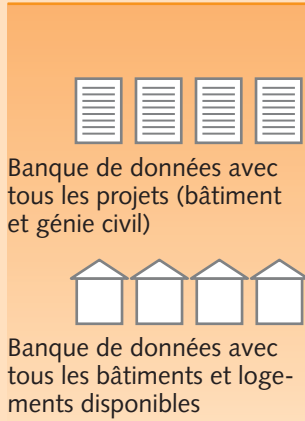 Banque de données avec
tous les projets (bâtiment
et génie civil)
Banque de données avec
tous les bâtiments et loge-
ments disponibles